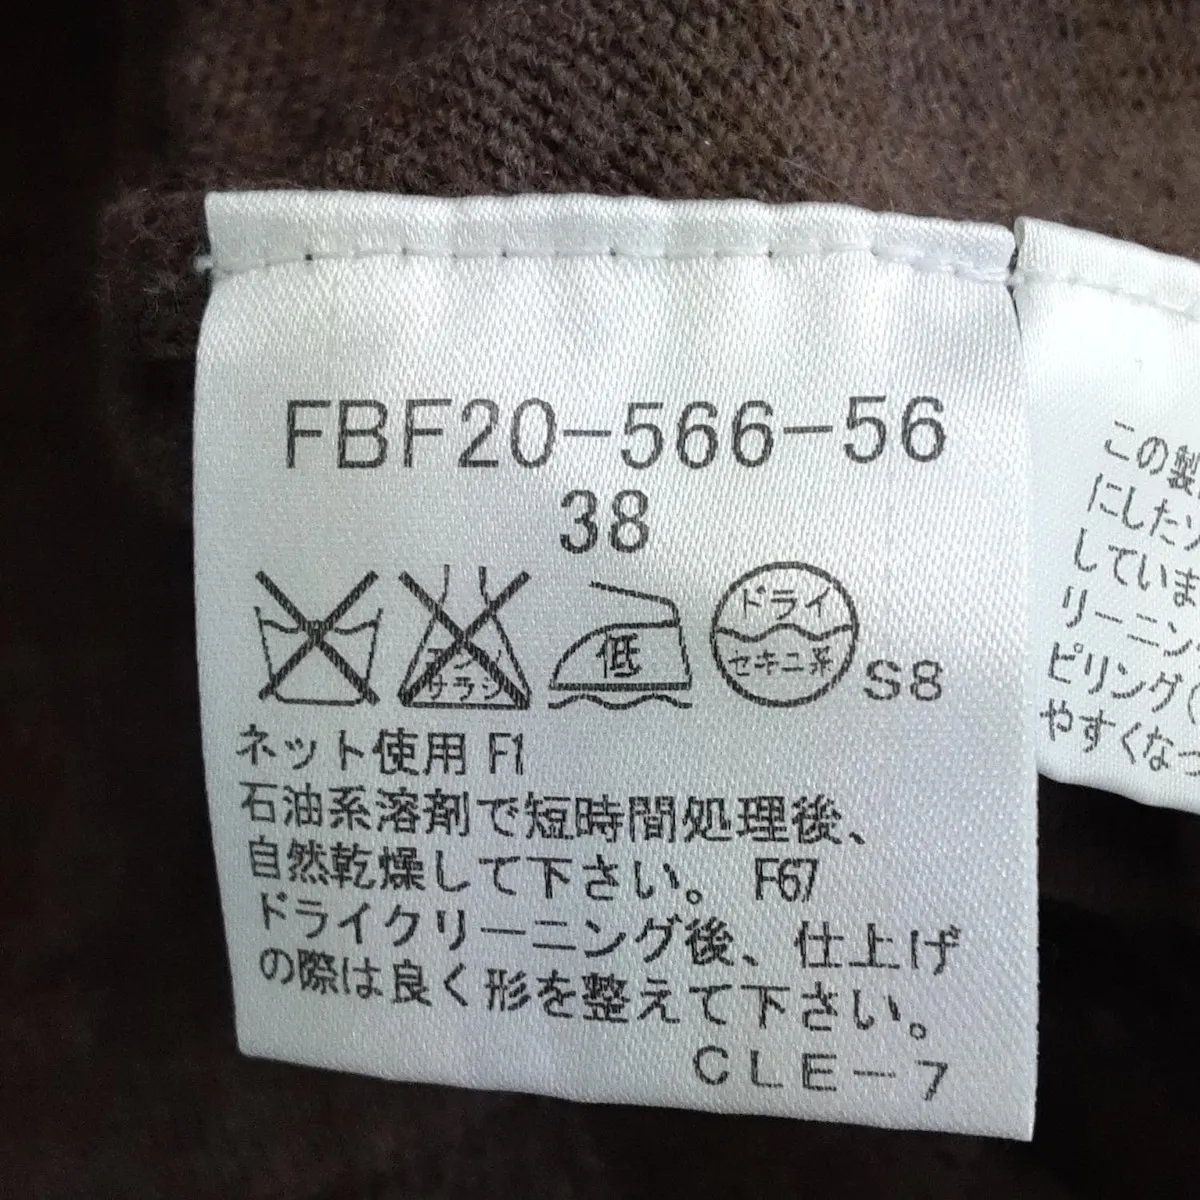 FBF20-566-56
38
エンソ
サラシ
低
ドライ
セキユ系
S8
ネット使用 F1
石油系溶剤で短時間処理後、
自然乾燥して下さい。 F67
ドライクリーニング後、仕上げ
の際は良く形を整えて下さい。
CLE-7
この製
にした
していま
リーニン
ピリング
やすくなっ